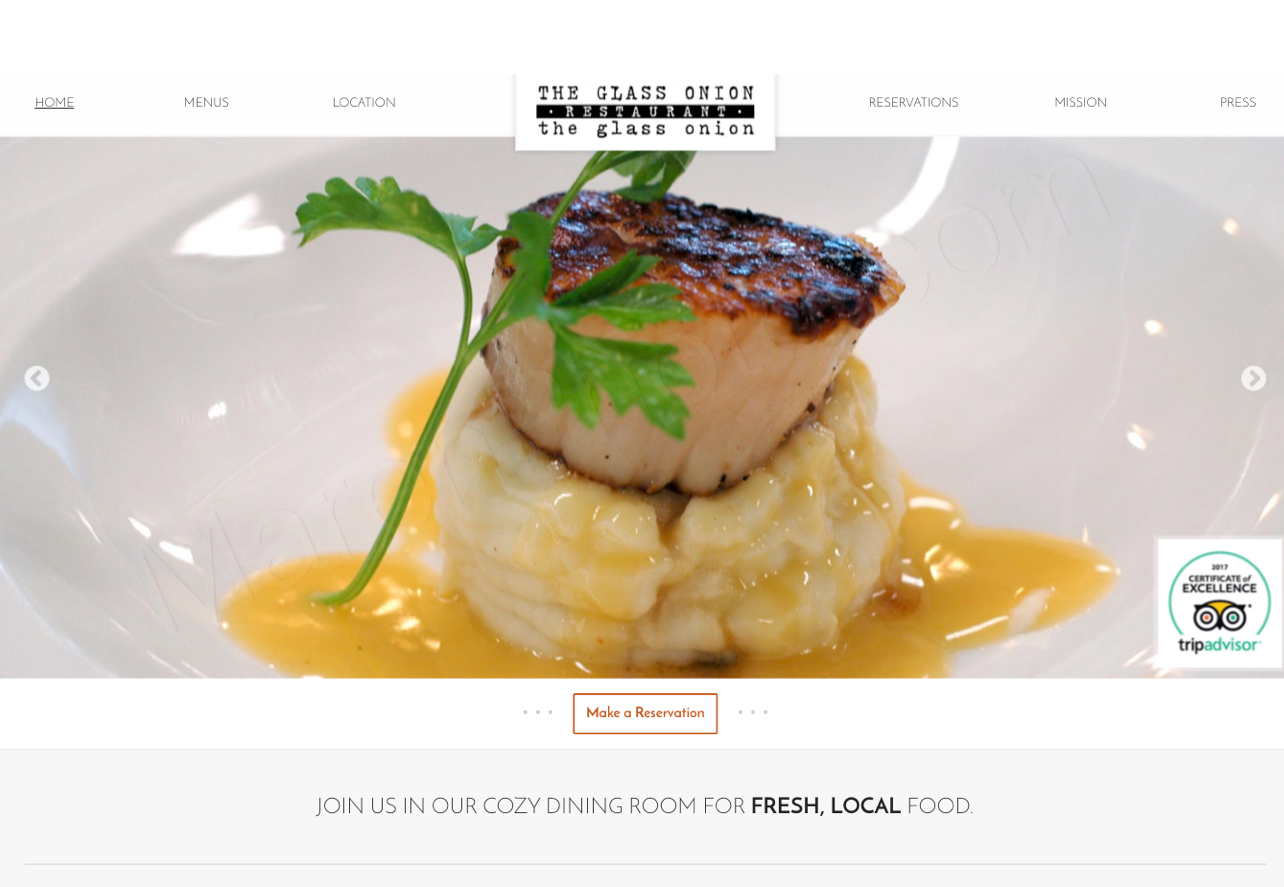 HOME
MENUS
LOCATION
THE GLASS ONION
· RESTAURANT ·
the glass onion
RESERVATIONS
MISSION
PRESS
2017
CERTIFICATE of
EXCELLENCE
tripadvisor
Make a Reservation
JOIN US IN OUR COZY DINING ROOM FOR FRESH, LOCAL FOOD.